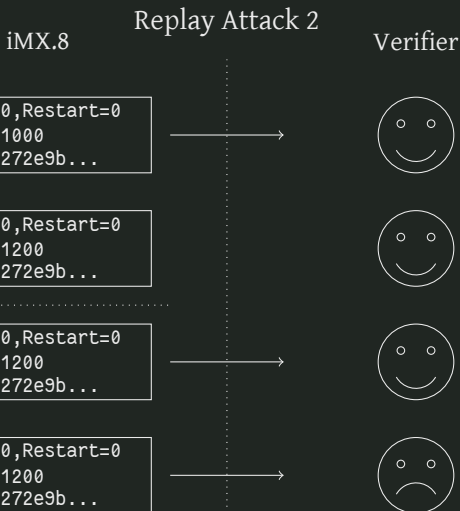 Replay Attack 2
iMX.8
Verifier
0,Restart=0
1000
272e9b...
0,Restart=0
1200
272e9b...
0,Restart=0
1200
272e9b...
0,Restart=0
1200
272e9b...